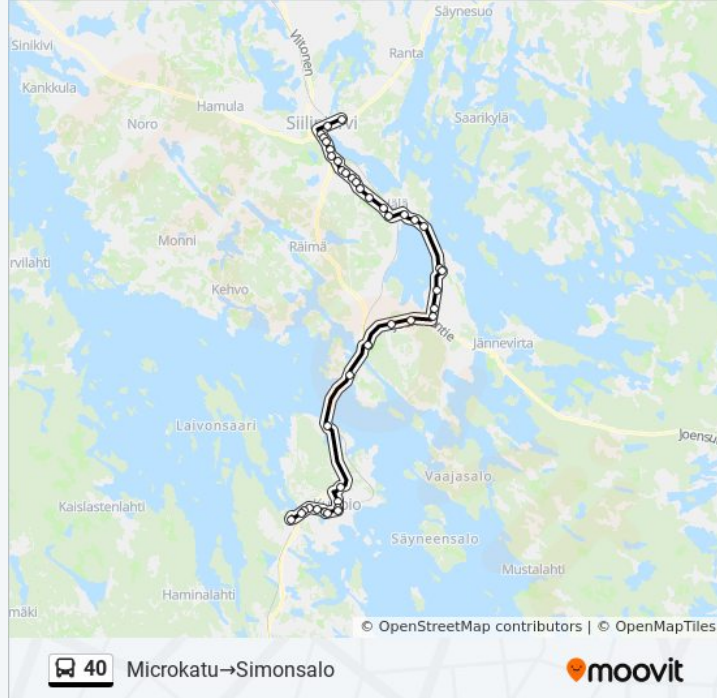 Säynesuo
Sinikivi
Viitonen
Ranta
Kankkula
Hamula
Saarikylä
Noro
Räimä
Monni
rvilahti
Kehvo
ntie
Jännevirta
Laivonsaari
Joensu
Vaajasalo
Kaislastenlahti
Säyneensalo
Mustalahti
Haminalahti
mäki
© OpenStreetMap contributors | © OpenMapTiles
40 Microkatu→Simonsalo moovit